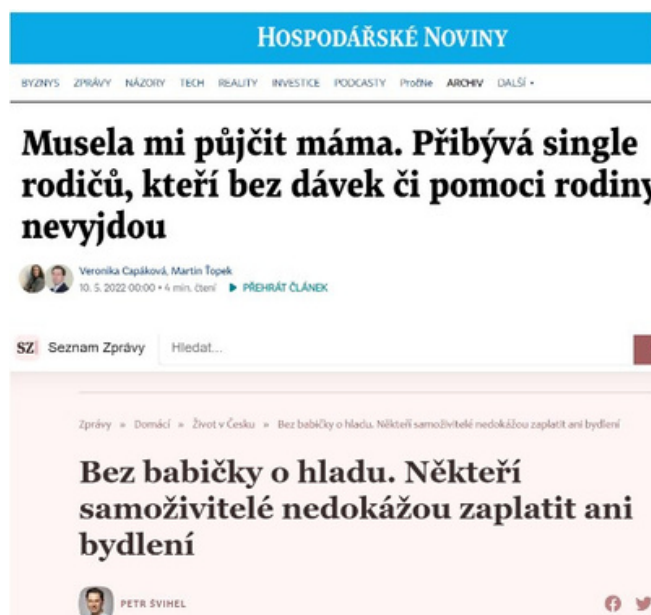 HOSPODÁŘSKÉ NOVINY
BYZNYS ZPRÁVY NÁZORY TECH REALITY INVESTICE PODCASTY PročNe ARCHIV DALŠÍ
Musela mi půjčit máma. Přibývá single
rodičů, kteří bez dávek či pomoci rodiny
nevyjdou
Veronika Capáková, Martin Ťopek
10. 5. 2022 00:00 • 4 min. čtení ▶ PŘEHRÁT ČLÁNEK
SZ Seznam Zprávy Hledat...
Zprávy » Domácí » Život v Česku » Bez babičky o hladu. Někteří samoživitelé nedokážou zaplatit ani bydlení
Bez babičky o hladu. Někteří
samoživitelé nedokážou zaplatit ani
bydlení
PETR ŠVIHEL